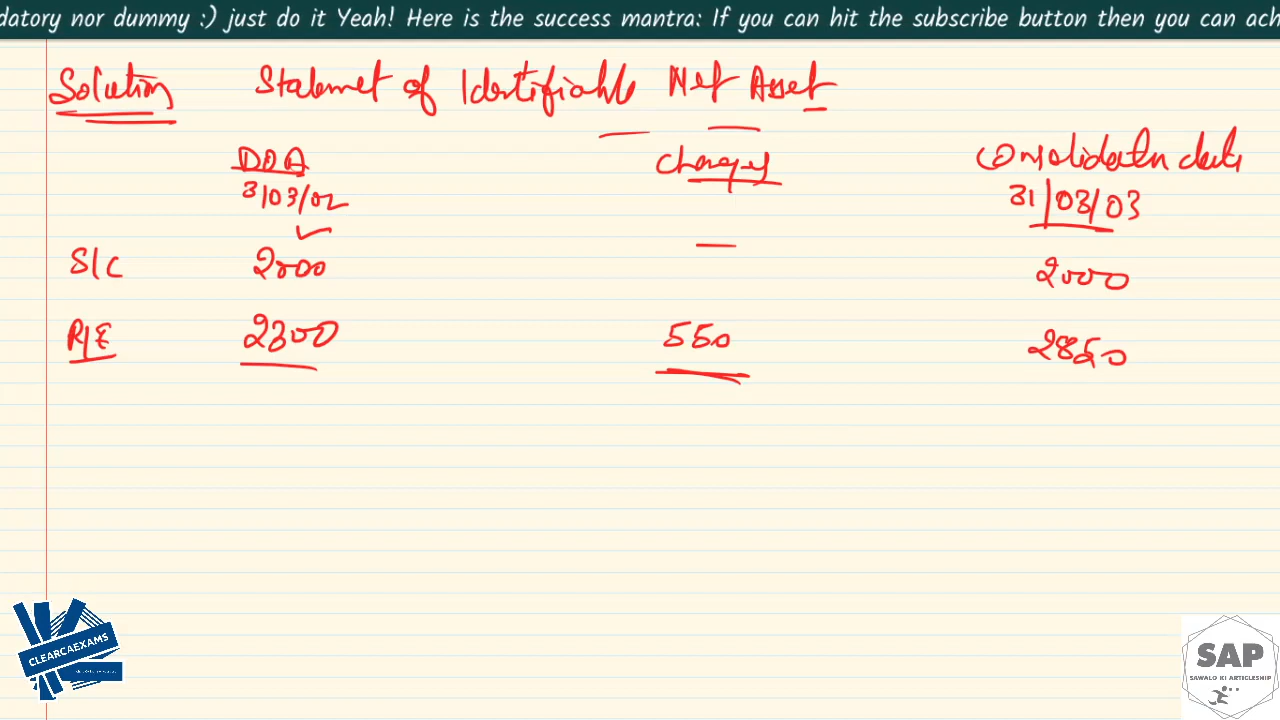 datory nor dummy :) just do it Yeah! Here is the success mantra: If you can hit the subscribe button then you can ach
Solution Statemet of Identifiable Net Asset
DOA Changes Consolidatn date
3/03/02 31/03/03
S/C 2000 — 2000
R/E 2300 550 2850
CLEARCAEXAMS
SAP
SAWALO KI ARTICLESHIP